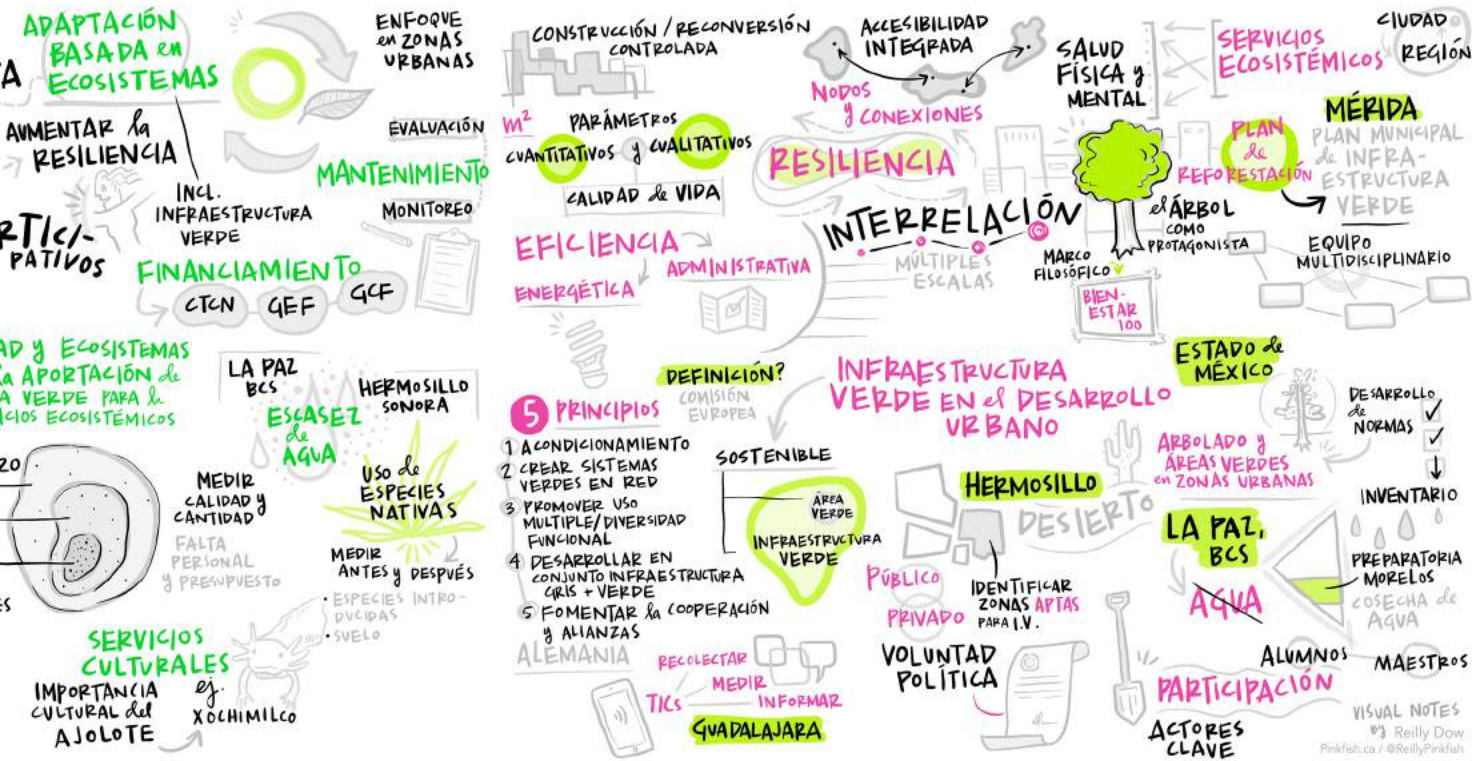 ADAPTACIÓN
BASADA en
ECOSISTEMAS
TA
AUMENTAR la
RESILIENCIA
INCL.
INFRAESTRUCTURA
VERDE
RTICI-
PATIVOS
ENFOQUE
en ZONAS
URBANAS
EVALUACIÓN
MANTENIMIENTO
MONITOREO
FINANCIAMIENTO
CTCN GEF GCF
AD y ECOSISTEMAS
la APORTACIÓN de
A VERDE PARA la
ICIOS ECOSISTÉMICOS
LA PAZ
BCS
ESCASEZ
de
AGUA
HERMOSILLO
SONORA
USO de
ESPECIES
NATIVAS
MEDIR
CALIDAD y
CANTIDAD
FALTA
PERSONAL
y PRESUPUESTO
MEDIR
ANTES y DESPUÉS
• ESPECIES INTRO-
DUCIDAS
• SUELO
ZO
ES
SERVICIOS
CULTURALES
IMPORTANCIA
CULTURAL del
AJOLOTE
ej.
XOCHIMILCO
CONSTRUCCIÓN / RECONVERSIÓN
CONTROLADA
m²
PARÁMETROS
CUANTITATIVOS y CUALITATIVOS
CALIDAD de VIDA
ACCESIBILIDAD
INTEGRADA
NODOS
y CONEXIONES
RESILIENCIA
EFICIENCIA
ADMINISTRATIVA
ENERGÉTICA
INTERRELACIÓN
MÚLTIPLES
ESCALAS
SALUD
FÍSICA y
MENTAL
SERVICIOS
ECOSISTÉMICOS
CIUDAD
REGIÓN
MÉRIDA
PLAN MUNICIPAL
de INFRA-
ESTRUCTURA
VERDE
PLAN
de
REFORESTACIÓN
el ÁRBOL
COMO
PROTAGONISTA
MARCO
FILOSÓFICO
BIEN-
ESTAR
100
EQUIPO
MULTIDISCIPLINARIO
5 PRINCIPIOS
1 ACONDICIONAMIENTO
2 CREAR SISTEMAS
VERDES EN RED
3 PROMOVER USO
MULTIPLE/DIVERSIDAD
FUNCIONAL
4 DESARROLLAR EN
CONJUNTO INFRAESTRUCTURA
GRIS + VERDE
5 FOMENTAR la COOPERACIÓN
y ALIANZAS
ALEMANIA
DEFINICIÓN?
COMISIÓN
EUROPEA
SOSTENIBLE
AREA
VERDE
INFRAESTRUCTURA
VERDE
RECOLECTAR
MEDIR
TICs INFORMAR
GUADALAJARA
INFRAESTRUCTURA
VERDE EN el DESARROLLO
URBANO
HERMOSILLO
DESIERTO
PÚBLICO
PRIVADO
IDENTIFICAR
ZONAS APTAS
PARA I.V.
VOLUNTAD
POLÍTICA
ESTADO de
MÉXICO
ARBOLADO y
ÁREAS VERDES
en ZONAS URBANAS
DESARROLLO
de
NORMAS
INVENTARIO
LA PAZ,
BCS
AGUA
PREPARATORIA
MORELOS
COSECHA de
AGUA
ALUMNOS
MAESTROS
PARTICIPACIÓN
ACTORES
CLAVE
VISUAL NOTES
by Reilly Dow
Pinkfish.ca / @ReillyPinkfish